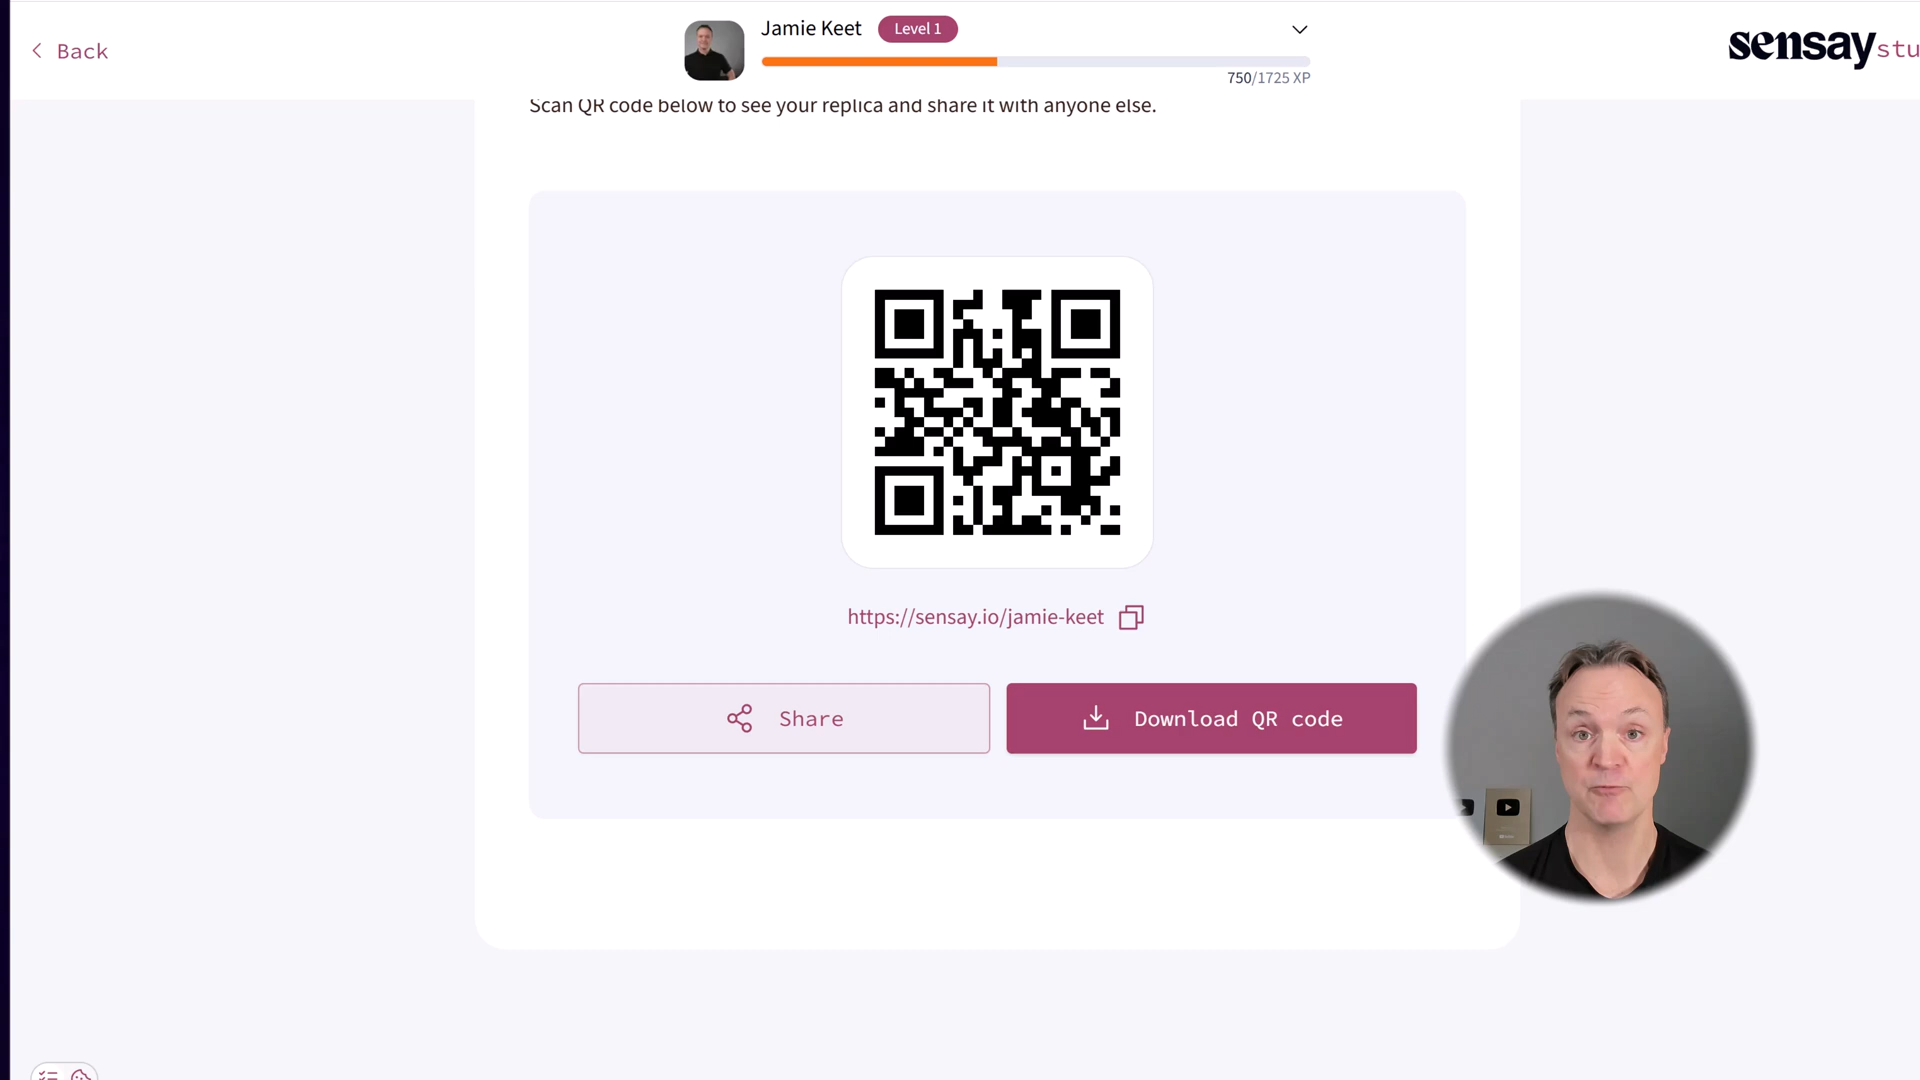 Back
Jamie Keet
Level 1
750/1725 XP
sensay stu
Scan QR code below to see your replica and share it with anyone else.
https://sensay.io/jamie-keet
Share
Download QR code